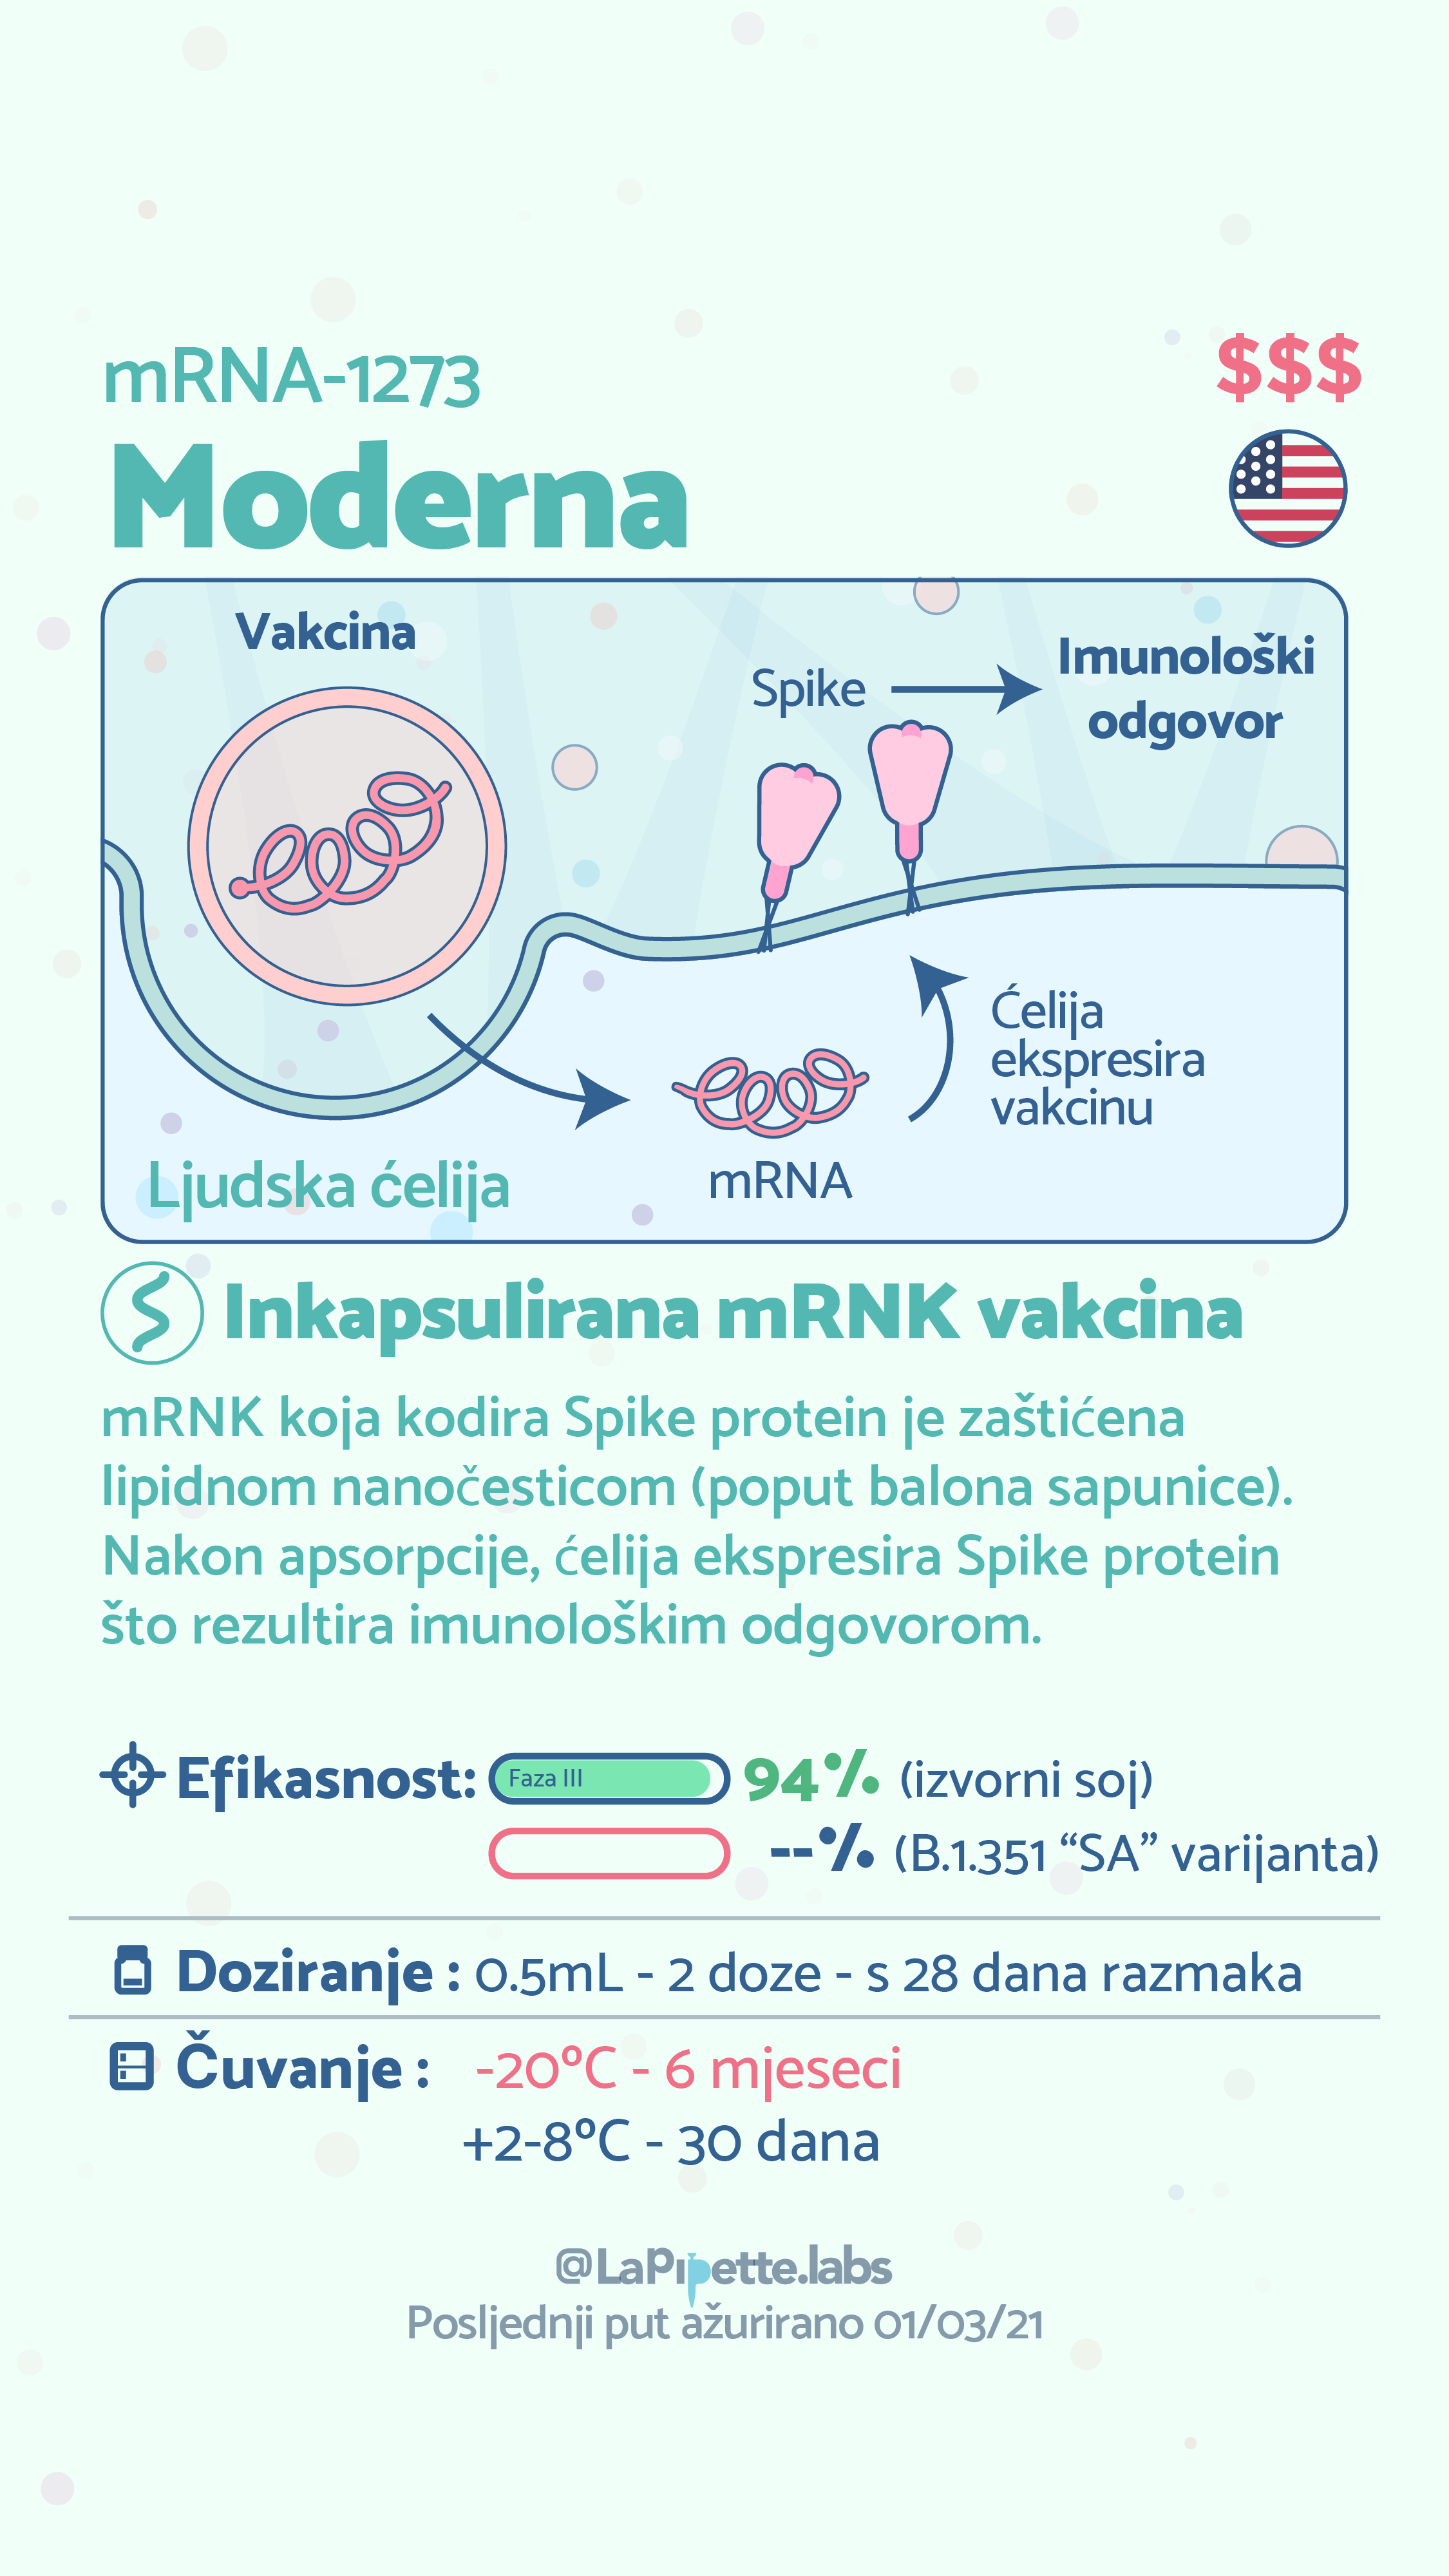 mRNA-1273
$$$
Moderna
Vakcina
Spike
Imunološki
odgovor
Ćelija
ekspresira
vakcinu
Ljudska ćelija
mRNA
Inkapsulirana mRNK vakcina
mRNK koja kodira Spike protein je zaštićena
lipidnom nanočesticom (poput balona sapunice).
Nakon apsorpcije, ćelija ekspresira Spike protein
što rezultira imunološkim odgovorom.
Efikasnost: Faza III 94% (izvorni soj)
--% (B.1.351 “SA” varijanta)
Doziranje : 0.5mL - 2 doze - s 28 dana razmaka
Čuvanje : -20°C - 6 mjeseci
+2-8°C - 30 dana
@LaPipette.labs
Posljednji put ažurirano 01/03/21